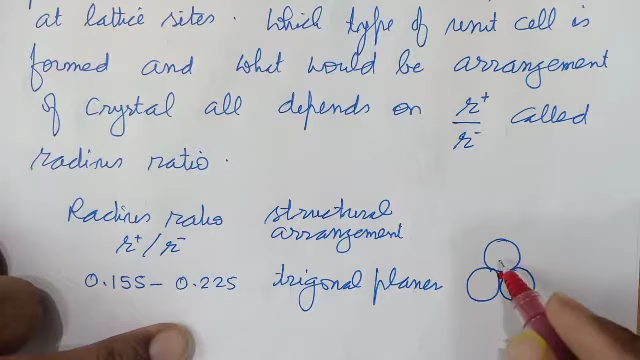 at lattice sites. Which type of unit cell is
formed and what would be arrangement
of crystal all depends on r⁺/r⁻ called
radius ratio.
Radius ratio structural
r⁺/r⁻ arrangement
0.155 - 0.225 trigonal planer